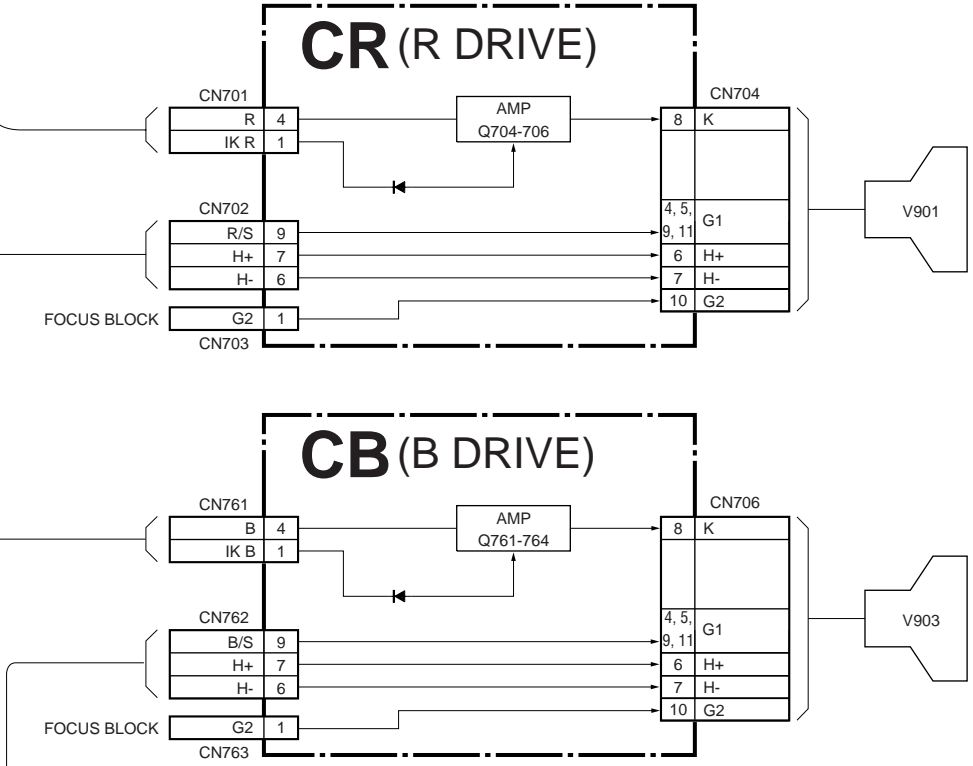 CR (R DRIVE)
CN701
R 4
IK R 1
AMP
Q704-706
CN704
8 K
CN702
R/S 9
H+ 7
H- 6
4, 5,
9, 11 G1
6 H+
7 H-
10 G2
V901
FOCUS BLOCK G2 1
CN703
CB (B DRIVE)
CN761
B 4
IK B 1
AMP
Q761-764
CN706
8 K
CN762
B/S 9
H+ 7
H- 6
4, 5,
9, 11 G1
6 H+
7 H-
10 G2
V903
FOCUS BLOCK G2 1
CN763